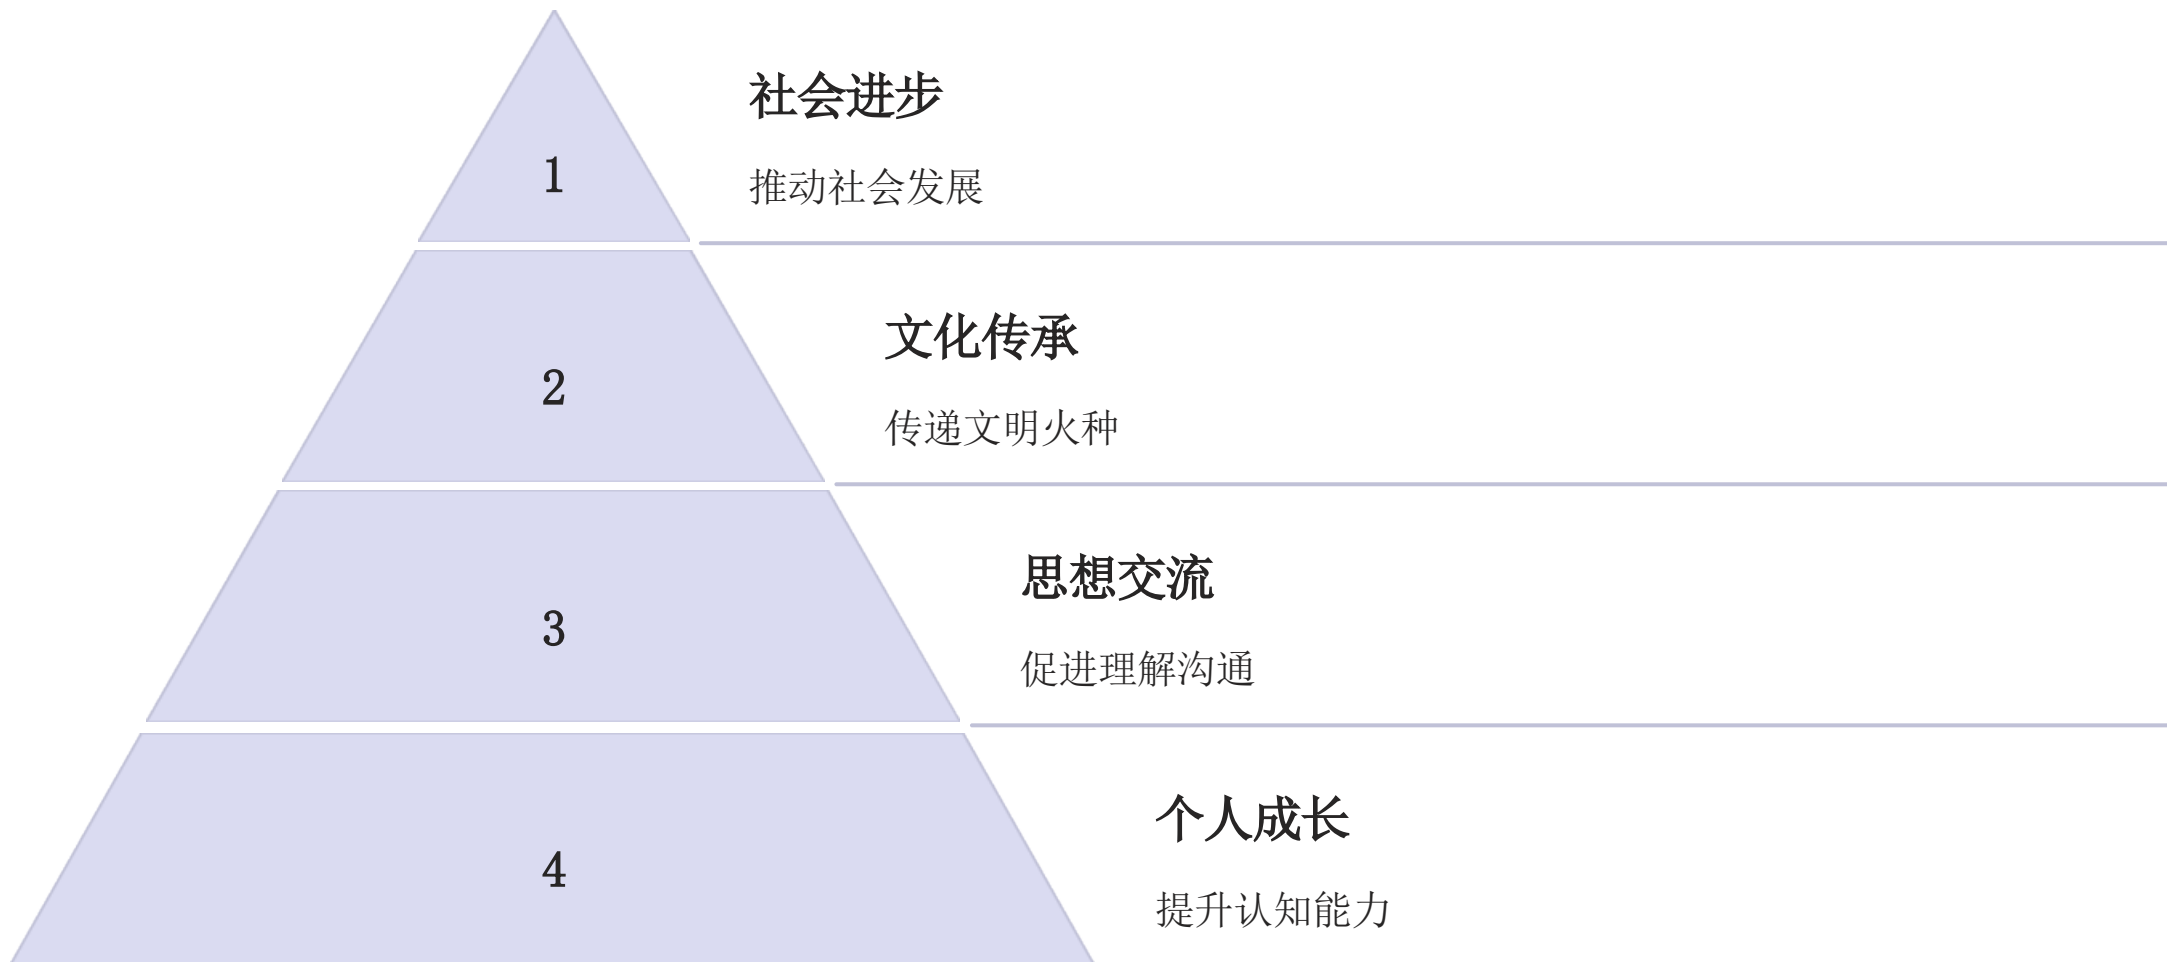 社会进步
1
推动社会发展
文化传承
2
传递文明火种
思想交流
3
促进理解沟通
个人成长
4
提升认知能力